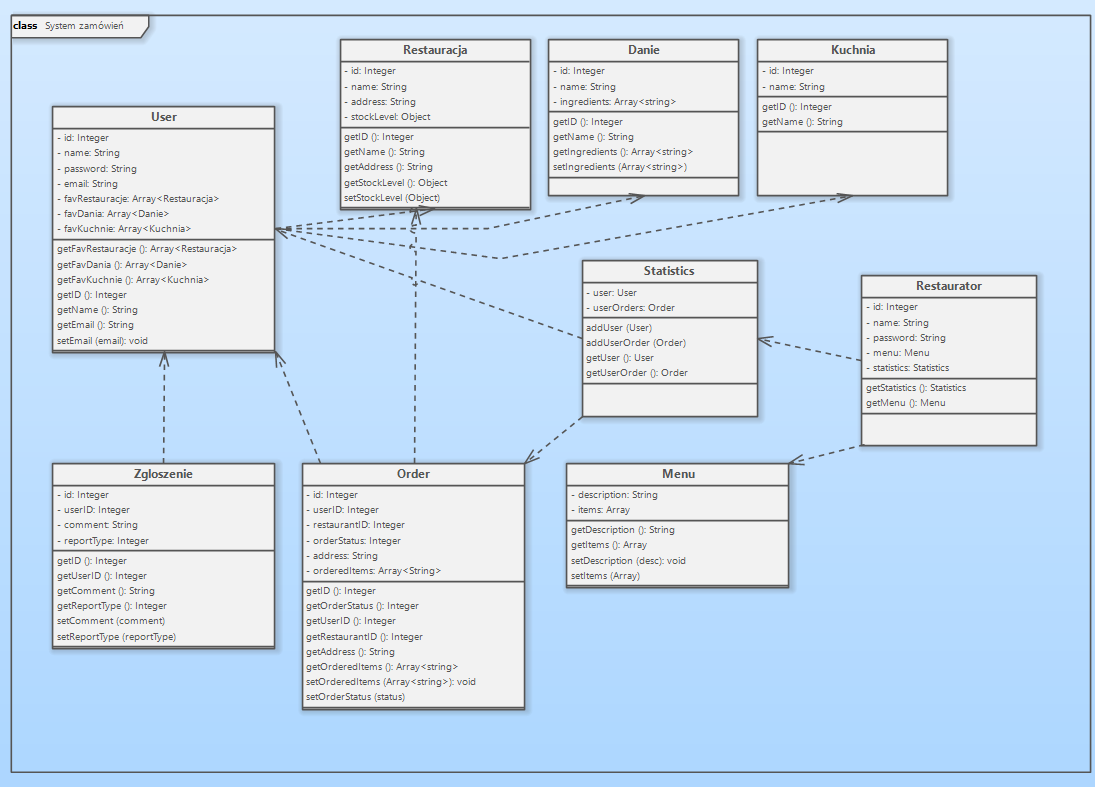 class System zamówień
Restauracja
- id: Integer
- name: String
- address: String
- stockLevel: Object
getID (): Integer
getName (): String
getAddress (): String
getStockLevel (): Object
setStockLevel (Object)
Danie
- id: Integer
- name: String
- ingredients: Array<string>
getID (): Integer
getName (): String
getIngredients (): Array<string>
setIngredients (Array<string>)
Kuchnia
- id: Integer
- name: String
getID (): Integer
getName (): String
User
- id: Integer
- name: String
- password: String
- email: String
- favRestauracje: Array<Restauracja>
- favDania: Array<Danie>
- favKuchnie: Array<Kuchnia>
getFavRestauracje (): Array<Restauracja>
getFavDania (): Array<Danie>
getFavKuchnie (): Array<Kuchnia>
getID (): Integer
getName (): String
getEmail (): String
setEmail (email): void
Statistics
- user: User
- userOrders: Order
addUser (User)
addUserOrder (Order)
getUser (): User
getUserOrder (): Order
Restaurator
- id: Integer
- name: String
- password: String
- menu: Menu
- statistics: Statistics
getStatistics (): Statistics
getMenu (): Menu
Zgloszenie
- id: Integer
- userID: Integer
- comment: String
- reportType: Integer
getID (): Integer
getUserID (): Integer
getComment (): String
getReportType (): Integer
setComment (comment)
setReportType (reportType)
Order
- id: Integer
- userID: Integer
- restaurantID: Integer
- orderStatus: Integer
- address: String
- orderedItems: Array<String>
getID (): Integer
getOrderStatus (): Integer
getUserID (): Integer
getRestaurantID (): Integer
getAddress (): String
getOrderedItems (): Array<string>
setOrderedItems (Array<string>): void
setOrderStatus (status)
Menu
- description: String
- items: Array
getDescription (): String
getItems (): Array
setDescription (desc): void
setItems (Array)